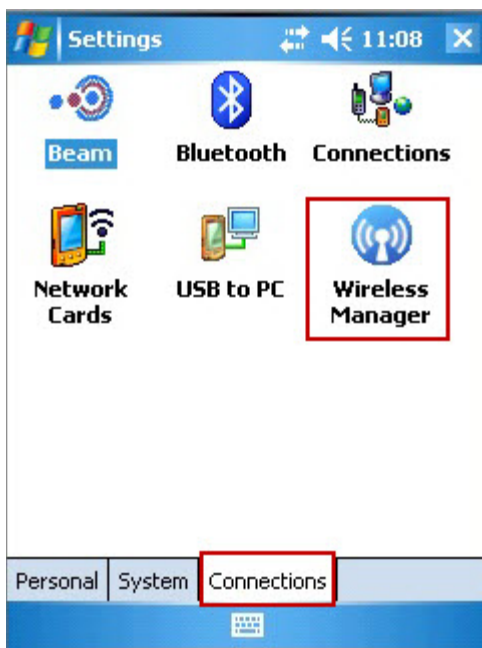 Settings 11:08
Beam Bluetooth Connections
Network Cards USB to PC Wireless Manager
Personal System Connections